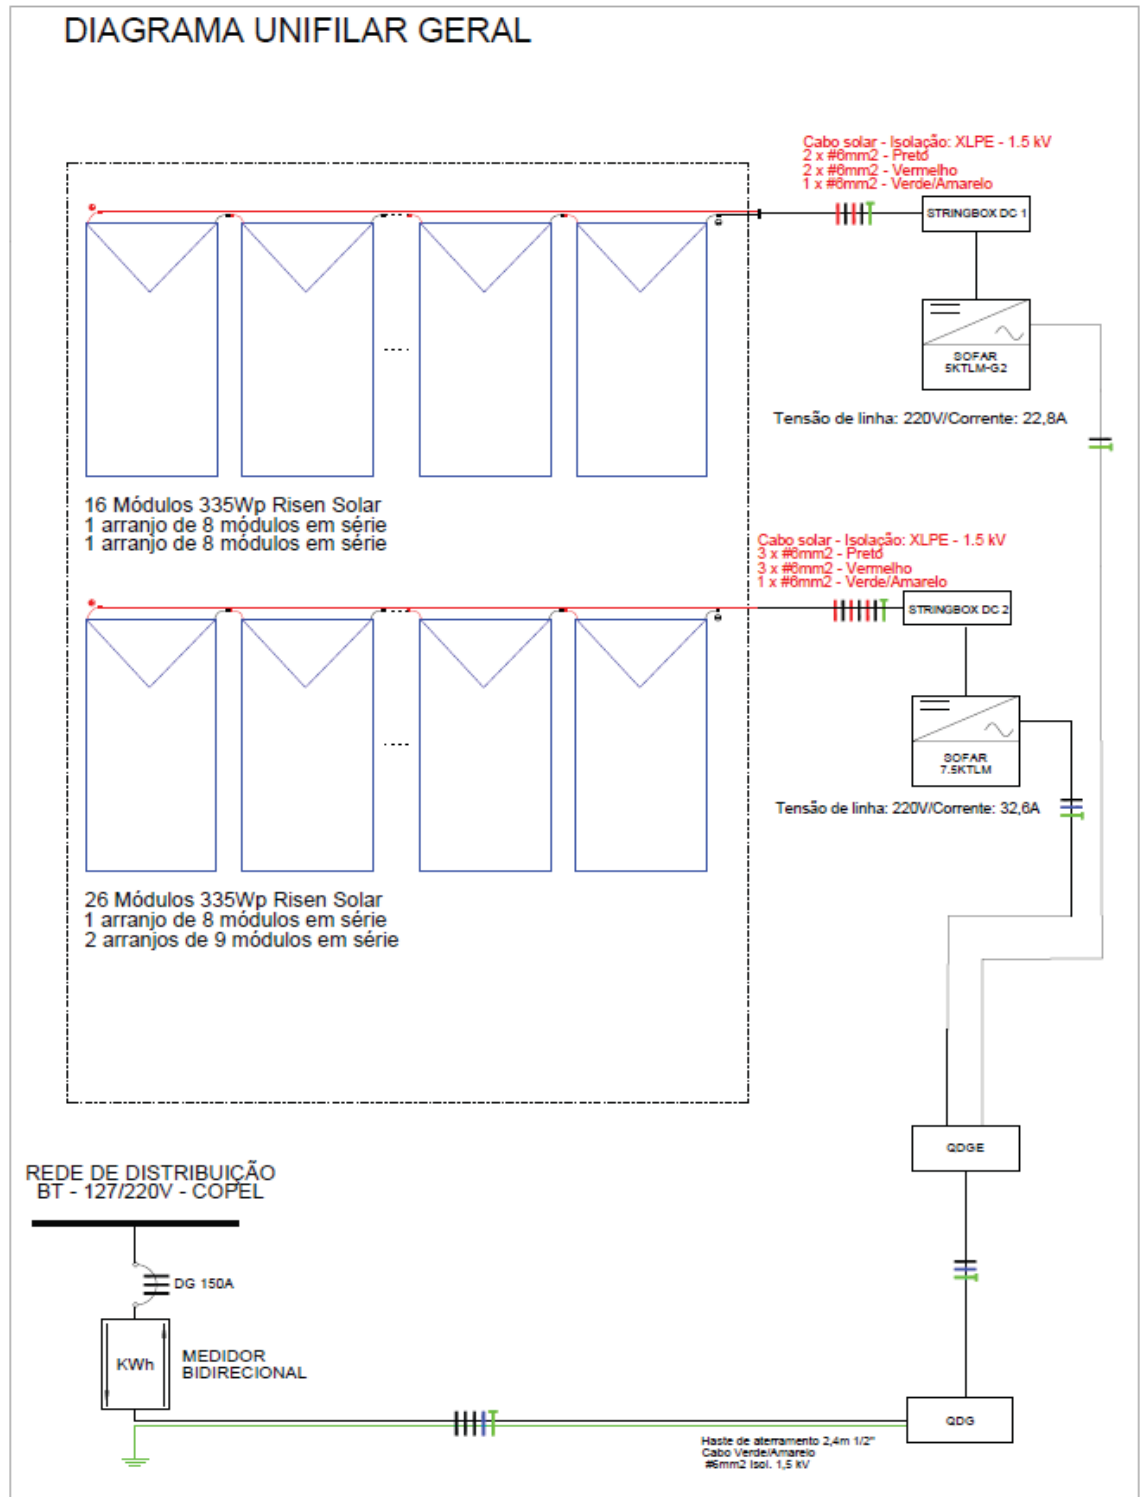 DIAGRAMA UNIFILAR GERAL
Cabo solar - Isolação: XLPE - 1.5 kV
2 x #6mm2 - Preto
2 x #6mm2 - Vermelho
1 x #6mm2 - Verde/Amarelo
STRINGBOX DC 1
SOFAR
5KTLM-G2
Tensão de linha: 220V/Corrente: 22,8A
16 Módulos 335Wp Risen Solar
1 arranjo de 8 módulos em série
1 arranjo de 8 módulos em série
Cabo solar - Isolação: XLPE - 1.5 kV
3 x #6mm2 - Preto
3 x #6mm2 - Vermelho
1 x #6mm2 - Verde/Amarelo
STRINGBOX DC 2
SOFAR
7.5KTLM
Tensão de linha: 220V/Corrente: 32,6A
26 Módulos 335Wp Risen Solar
1 arranjo de 8 módulos em série
2 arranjos de 9 módulos em série
QDGE
REDE DE DISTRIBUIÇÃO
BT - 127/220V - COPEL
DG 150A
KWh
MEDIDOR
BIDIRECIONAL
QDG
Haste de aterramento 2,4m 1/2"
Cabo Verde/Amarelo
#6mm2 Isol. 1,5 kV